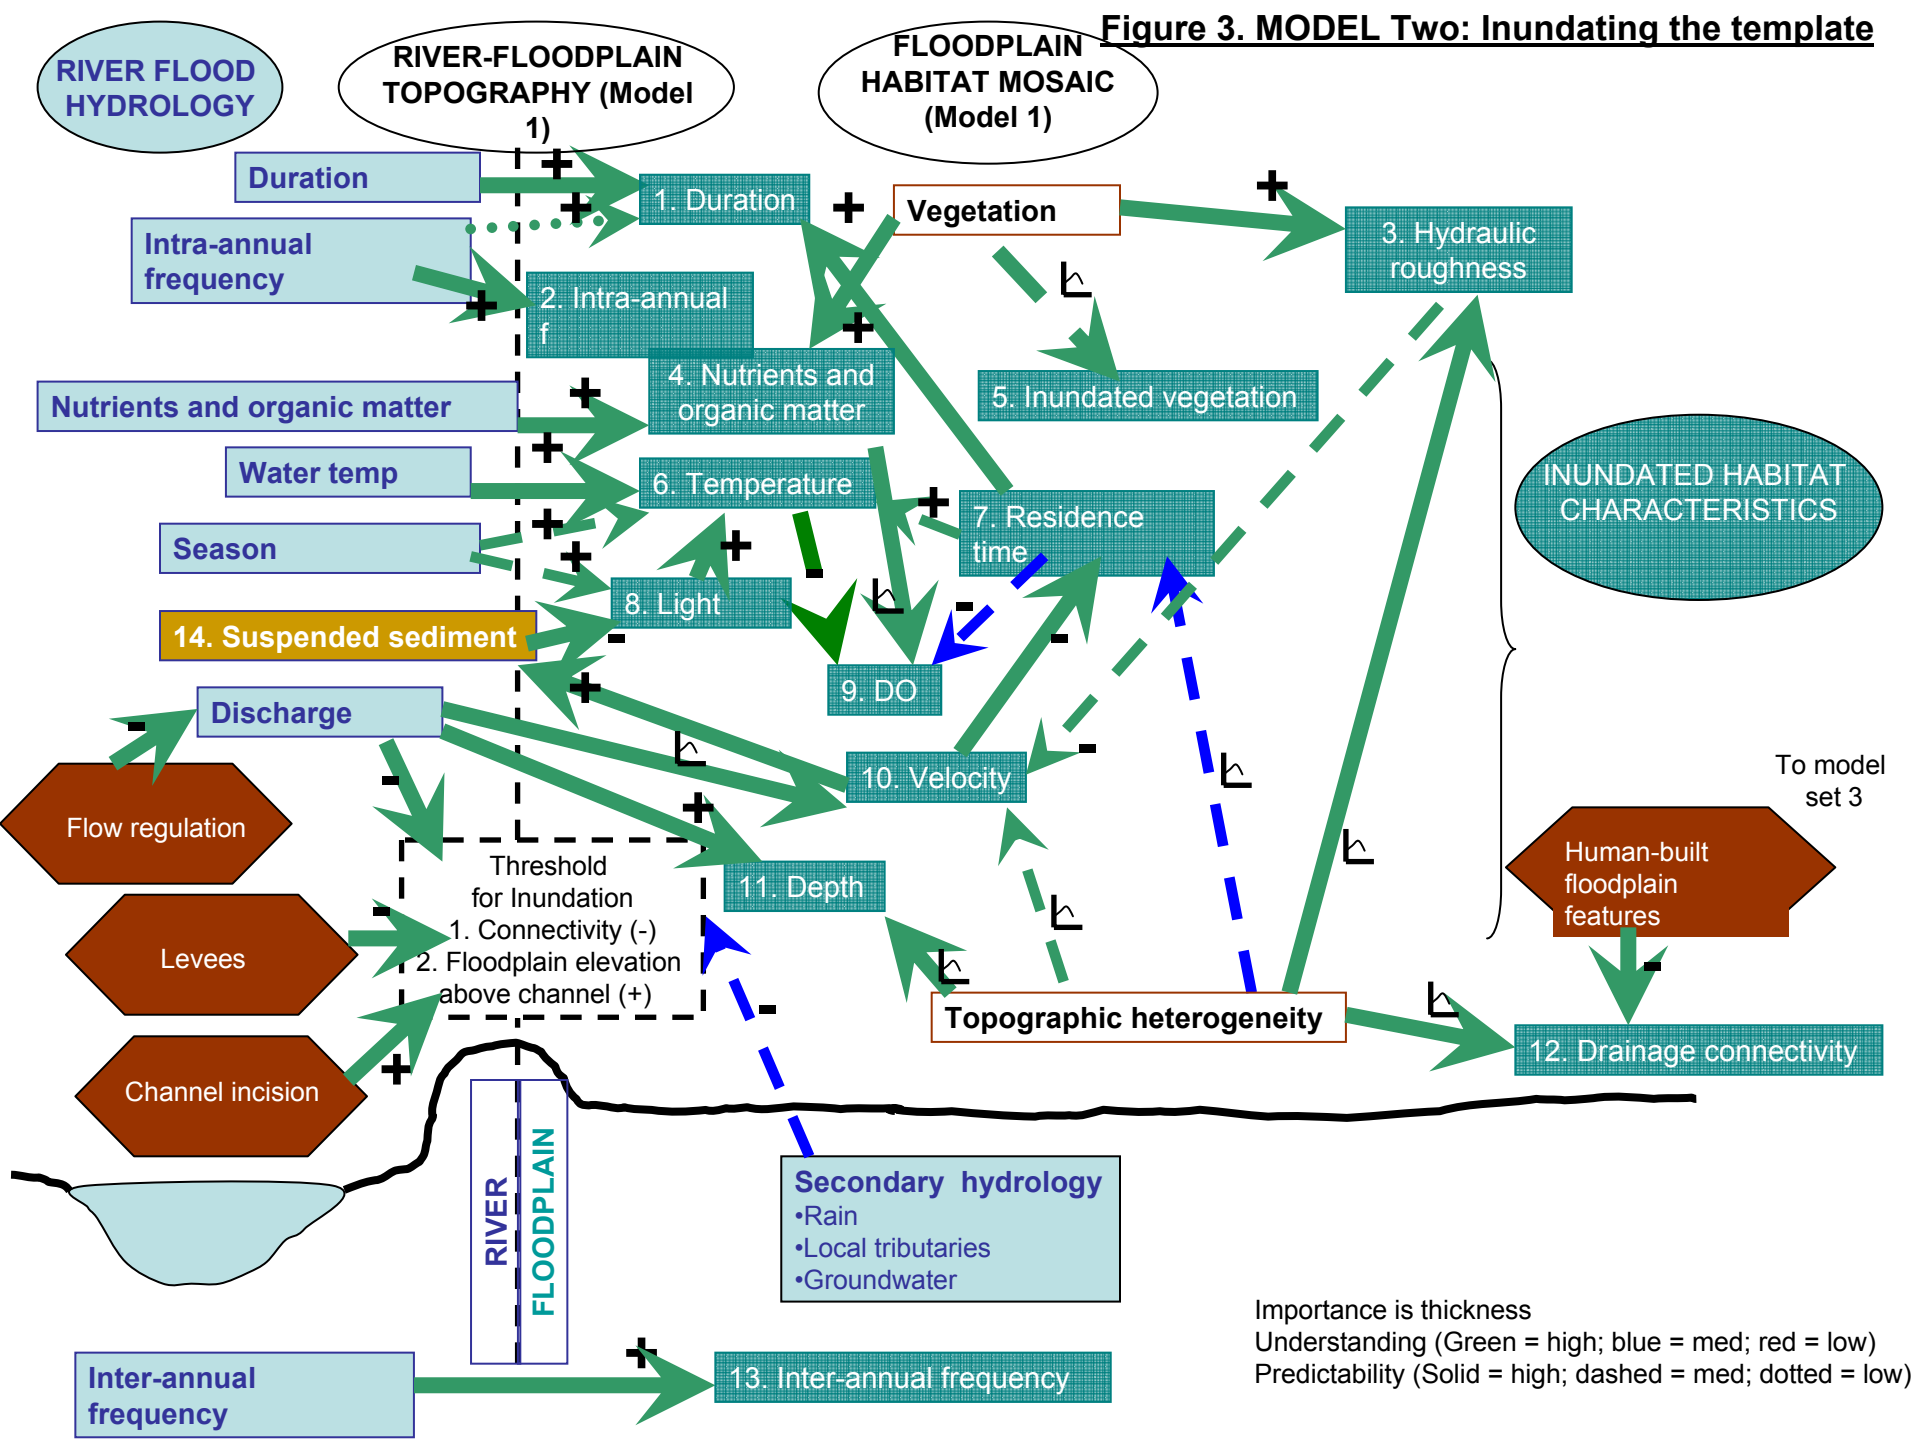 Figure 3. MODEL Two: Inundating the template
RIVER FLOOD
HYDROLOGY
RIVER-FLOODPLAIN
TOPOGRAPHY (Model
1)
FLOODPLAIN
HABITAT MOSAIC
(Model 1)
Duration
+
+
1. Duration
+
Vegetation
+
3. Hydraulic
roughness
Intra-annual
frequency
+
2. Intra-annual
f
+
4. Nutrients and
organic matter
5. Inundated vegetation
Nutrients and organic matter
+
+
Water temp
6. Temperature
+
7. Residence
time
INUNDATED HABITAT
CHARACTERISTICS
Season
+
+
+
-
8. Light
-
14. Suspended sediment
-
-
9. DO
+
Discharge
-
10. Velocity
-
-
+
Flow regulation
Threshold
for Inundation
1. Connectivity (-)
2. Floodplain elevation
above channel (+)
11. Depth
To model
set 3
Human-built
floodplain
features
-
Levees
-
-
Topographic heterogeneity
12. Drainage connectivity
Channel incision
+
RIVER
FLOODPLAIN
Secondary hydrology
•Rain
•Local tributaries
•Groundwater
Importance is thickness
Understanding (Green = high; blue = med; red = low)
Predictability (Solid = high; dashed = med; dotted = low)
Inter-annual
frequency
+
13. Inter-annual frequency